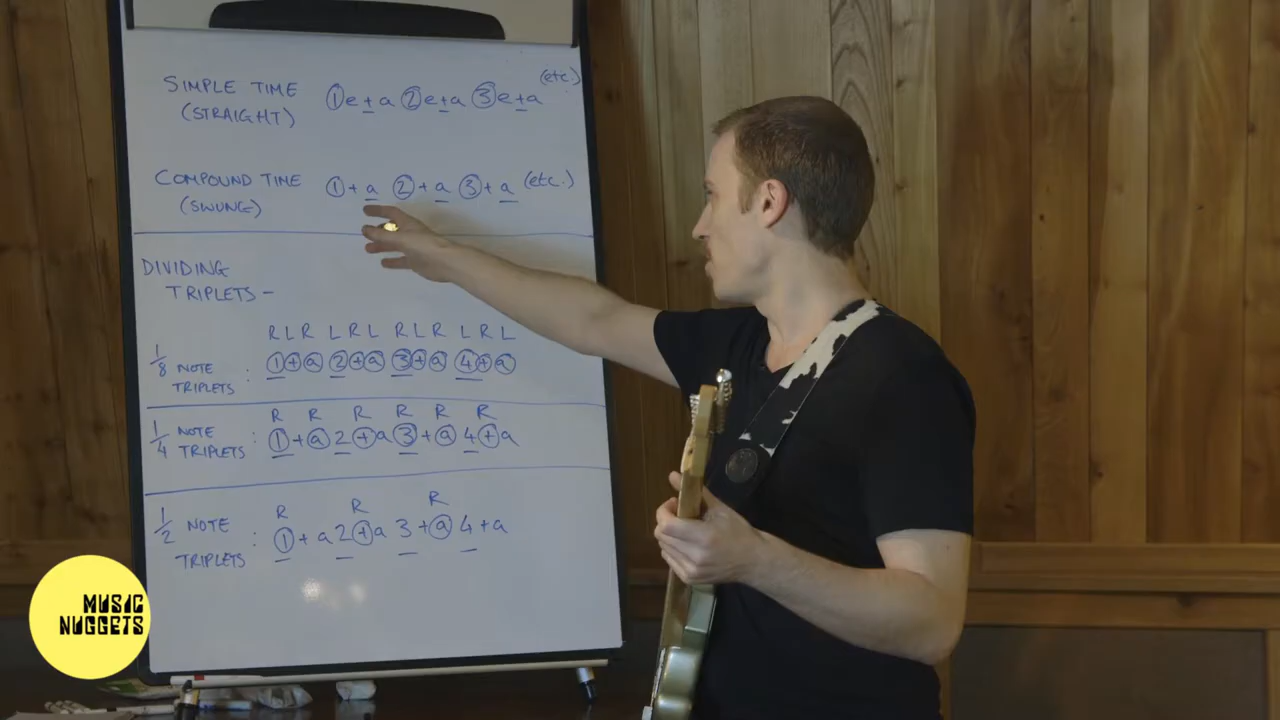 SIMPLE TIME (etc.)
(STRAIGHT) 1 e + a 2 e + a 3 e + a
COMPOUND TIME 1 + a 2 + a 3 + a (etc.)
(SWUNG)
DIVIDING
TRIPLETS -
R L R L R L R L R L R L
1/8 NOTE TRIPLETS : 1 + a 2 + a 3 + a 4 + a
R R R R R R
1/4 NOTE TRIPLETS : 1 + a 2 + a 3 + a 4 + a
R R R
1/2 NOTE TRIPLETS : 1 + a 2 + a 3 + a 4 + a
MUSIC
NUGGETS